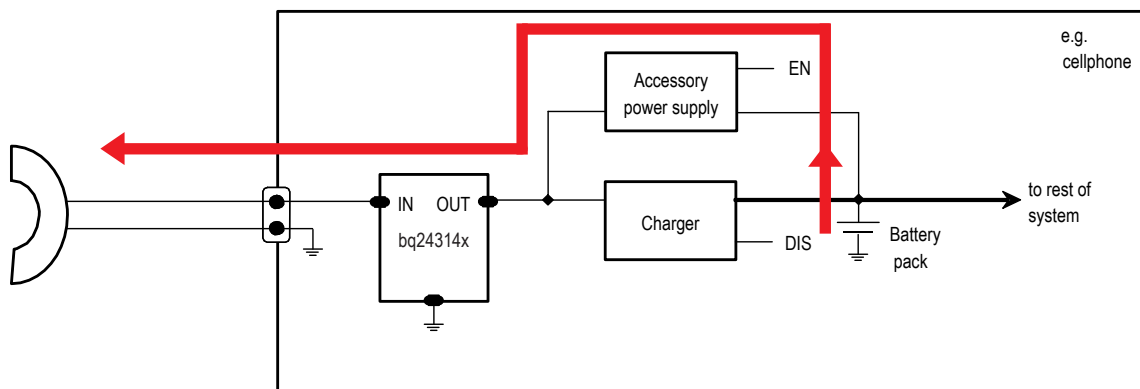 e.g.
cellphone
Accessory
power supply
EN
IN
OUT
bq24314x
Charger
DIS
to rest of
system
Battery
pack